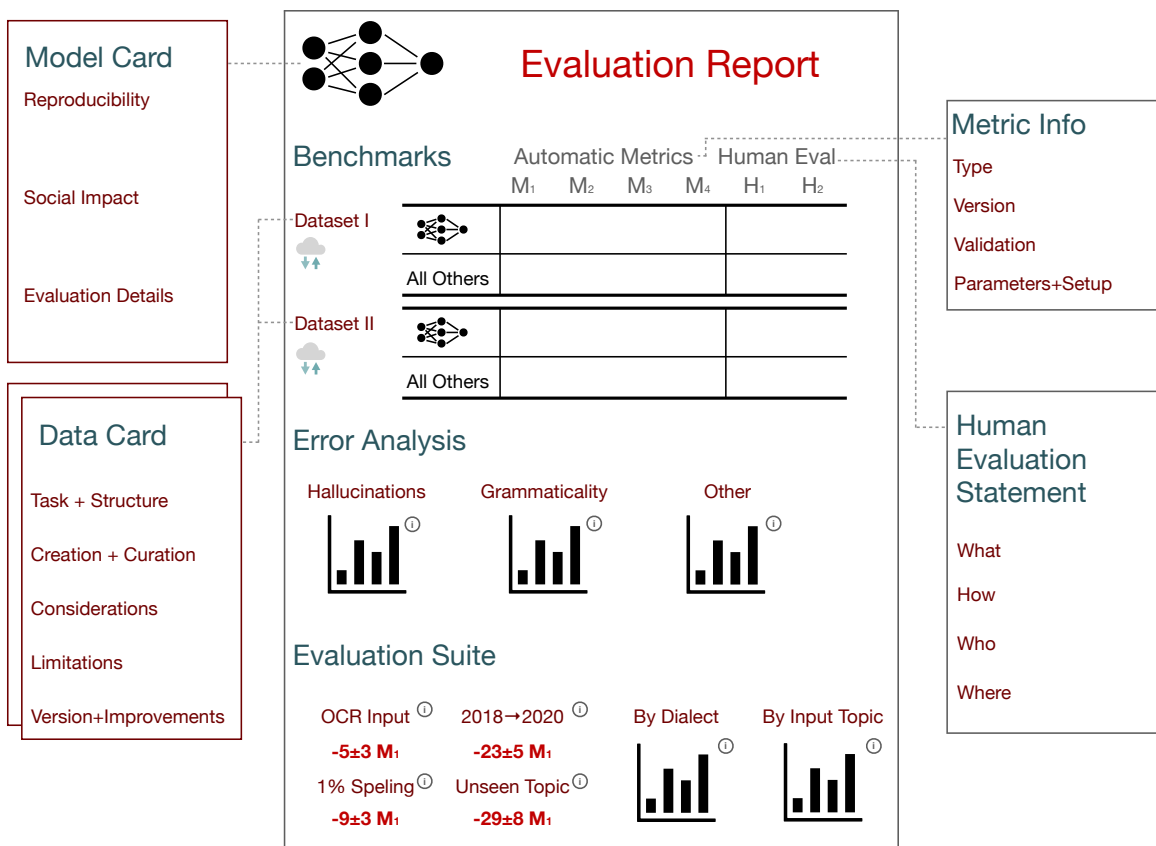 Model Card
Reproducibility
Social Impact
Evaluation Details
Data Card
Task + Structure
Creation + Curation
Considerations
Limitations
Version+Improvements
Evaluation Report
Benchmarks
Automatic Metrics Human Eval
M1 M2 M3 M4 H1 H2
Dataset I
All Others
Dataset II
All Others
Error Analysis
Hallucinations Grammaticality Other
i i i
Evaluation Suite
OCR Input i 2018→2020 i By Dialect i By Input Topic i
-5±3 M1 -23±5 M1
1% Speling i Unseen Topic i
-9±3 M1 -29±8 M1
Metric Info
Type
Version
Validation
Parameters+Setup
Human
Evaluation
Statement
What
How
Who
Where